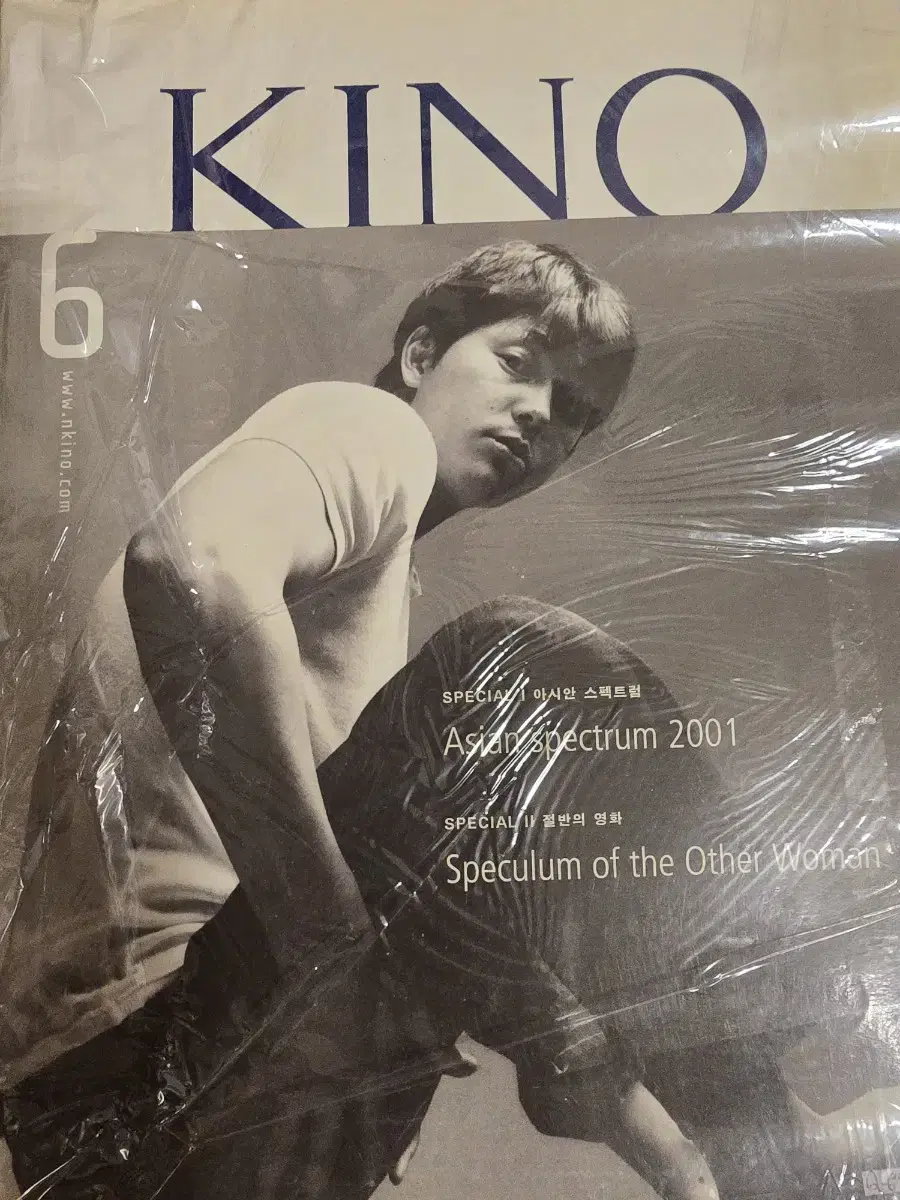 KINO
6
www.nkino.com
SPECIAL I 아시안 스펙트럼
Asian spectrum 2001
SPECIAL II 절반의 영화
Speculum of the Other Woman